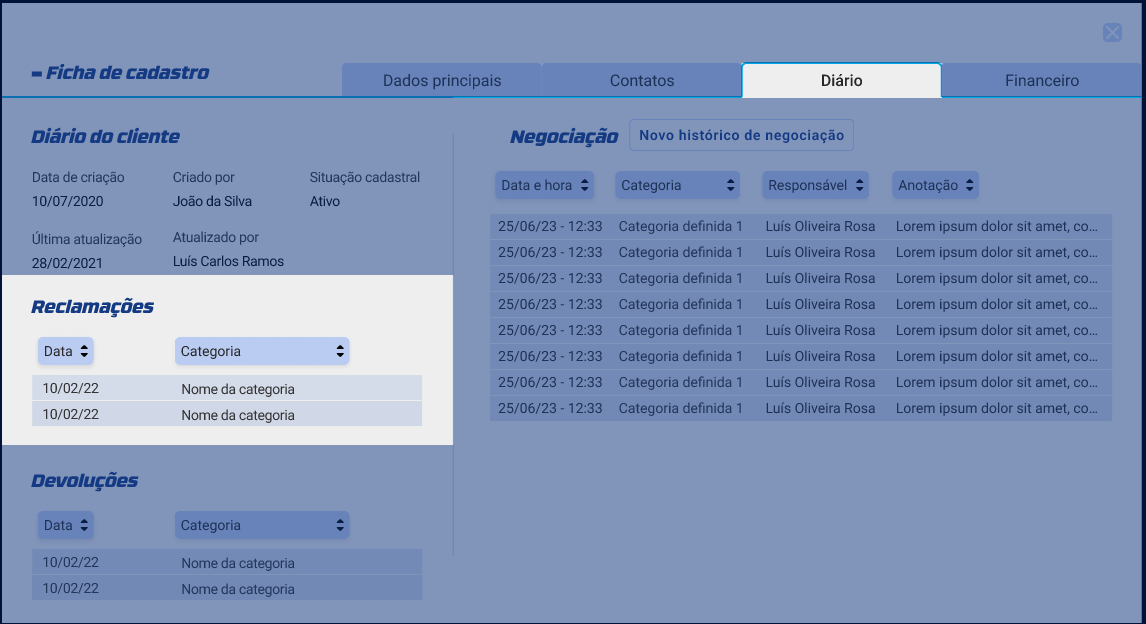 Ficha de cadastro
Dados principais
Contatos
Diário
Financeiro
Diário do cliente
Data de criação
Criado por
Situação cadastral
10/07/2020
João da Silva
Ativo
Última atualização
Atualizado por
28/02/2021
Luís Carlos Ramos
Reclamações
Data
Categoria
10/02/22 Nome da categoria
10/02/22 Nome da categoria
Devoluções
Data
Categoria
10/02/22 Nome da categoria
10/02/22 Nome da categoria
Negociação
Novo histórico de negociação
Data e hora
Categoria
Responsável
Anotação
25/06/23 - 12:33 Categoria definida 1 Luís Oliveira Rosa Lorem ipsum dolor sit amet, co...
25/06/23 - 12:33 Categoria definida 1 Luís Oliveira Rosa Lorem ipsum dolor sit amet, co...
25/06/23 - 12:33 Categoria definida 1 Luís Oliveira Rosa Lorem ipsum dolor sit amet, co...
25/06/23 - 12:33 Categoria definida 1 Luís Oliveira Rosa Lorem ipsum dolor sit amet, co...
25/06/23 - 12:33 Categoria definida 1 Luís Oliveira Rosa Lorem ipsum dolor sit amet, co...
25/06/23 - 12:33 Categoria definida 1 Luís Oliveira Rosa Lorem ipsum dolor sit amet, co...
25/06/23 - 12:33 Categoria definida 1 Luís Oliveira Rosa Lorem ipsum dolor sit amet, co...
25/06/23 - 12:33 Categoria definida 1 Luís Oliveira Rosa Lorem ipsum dolor sit amet, co...